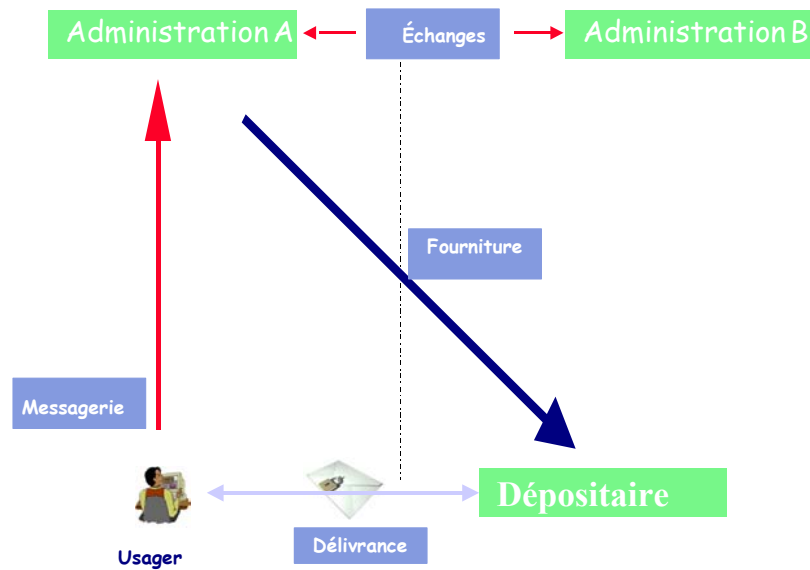 Administration A
Échanges
Administration B
Fourniture
Messagerie
Dépositaire
Délivrance
Usager